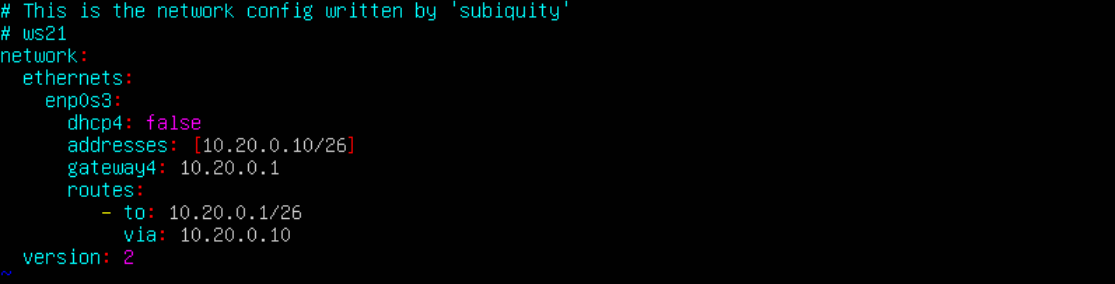 # This is the network config written by 'subiquity'
# ws21
network:
  ethernets:
    enp0s3:
      dhcp4: false
      addresses: [10.20.0.10/26]
      gateway4: 10.20.0.1
      routes:
         - to: 10.20.0.1/26
           via: 10.20.0.10
  version: 2
~